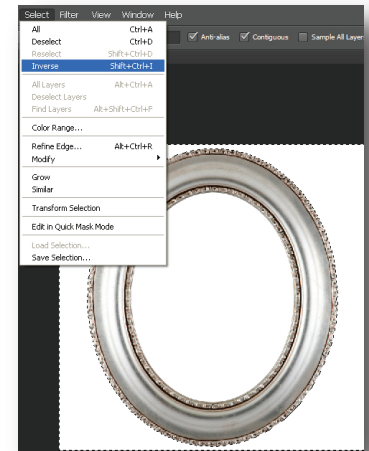 Select Filter View Window Help
All Ctrl+A
Deselect Ctrl+D
Reselect Shift+Ctrl+D
Inverse Shift+Ctrl+I
All Layers Alt+Ctrl+A
Deselect Layers
Find Layers Alt+Shift+Ctrl+F
Color Range...
Refine Edge... Alt+Ctrl+R
Modify
Grow
Similar
Transform Selection
Edit in Quick Mask Mode
Load Selection...
Save Selection...
Anti-alias Contiguous Sample All Layer